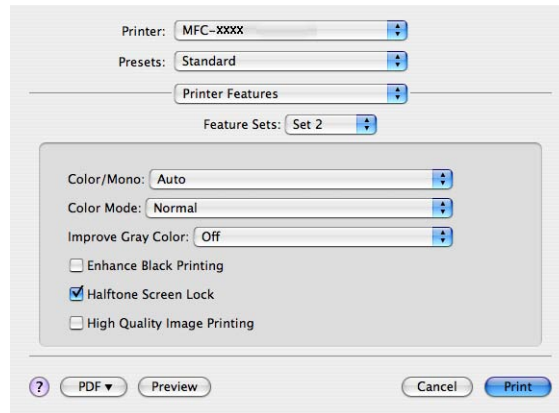 Printer: MFC-XXXX
Presets: Standard
Printer Features
Feature Sets: Set 2
Color/Mono: Auto
Color Mode: Normal
Improve Gray Color: Off
Enhance Black Printing
Halftone Screen Lock
High Quality Image Printing
? PDF▼ Preview Cancel Print